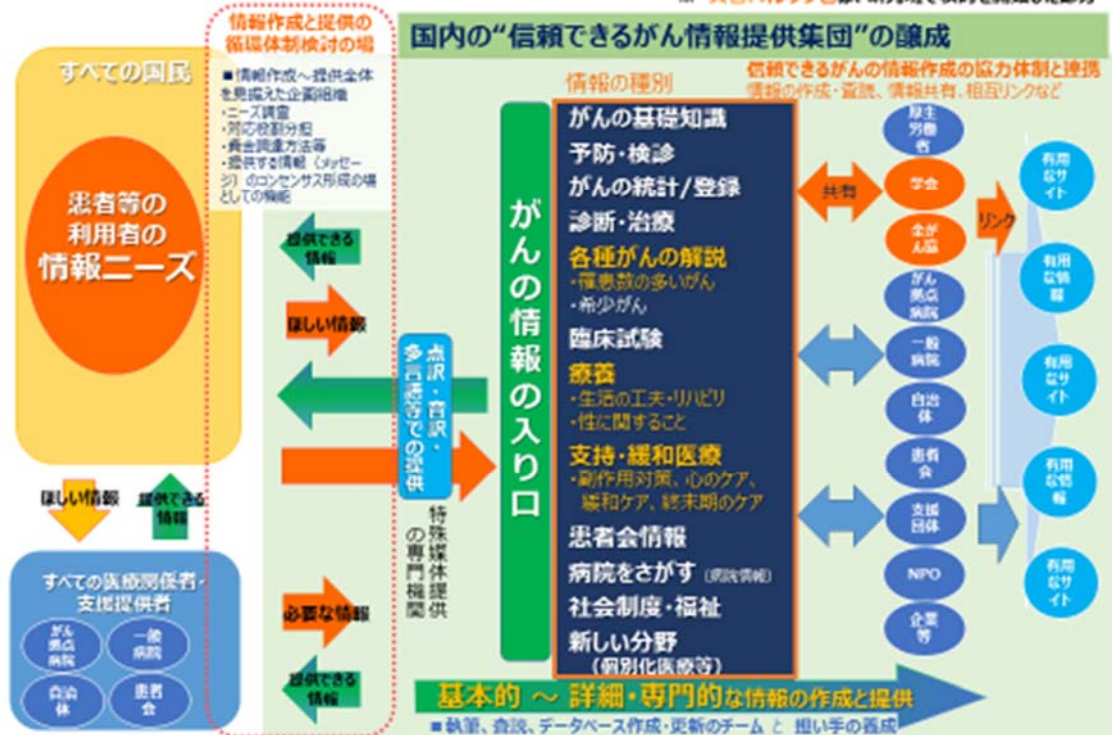 情報作成と提供の
循環体制検討の場
国内の“信頼できるがん情報提供集団”の醸成
すべての国民
■情報作成～提供全体
を見据えた企画組織
・ニーズ調査
・対応役割分担
・資金調達方法等
・提供する情報（メッセー
ジ）のコンセンサス形成の場
としての機能
患者等の
利用者の
情報ニーズ
提供できる
情報
ほしい情報
点訳・音訳・
多言語等での提供
特殊媒体提供
の専門機関
ほしい情報
提供できる
情報
すべての医療関係者・
支援提供者
がん
拠点
病院
一般
病院
自治
体
患者
会
必要な情報
提供できる
情報
がんの情報の入り口
情報の種別
がんの基礎知識
予防・検診
がんの統計/登録
診断・治療
各種がんの解説
・罹患数の多いがん
・希少がん
臨床試験
療養
・生活の工夫・リハビリ
・性に関すること
支持・緩和医療
・副作用対策、心のケア、
緩和ケア、終末期のケア
患者会情報
病院をさがす（病院情報）
社会制度・福祉
新しい分野
（個別化医療等）
信頼できるがんの情報作成の協力体制と連携
情報の作成・査読、情報共有、相互リンクなど
共有
厚生
労働
省
学会
全が
ん協
がん
拠点
病院
一般
病院
自治
体
患者
会
支援
団体
NPO
企業
等
リンク
有用
なサ
イト
有用
な情
報
有用
なサ
イト
有用
な情
報
有用
なサ
イト
基本的 ～ 詳細・専門的な情報の作成と提供
■執筆、査読、データベース作成・更新のチーム と 担い手の養成